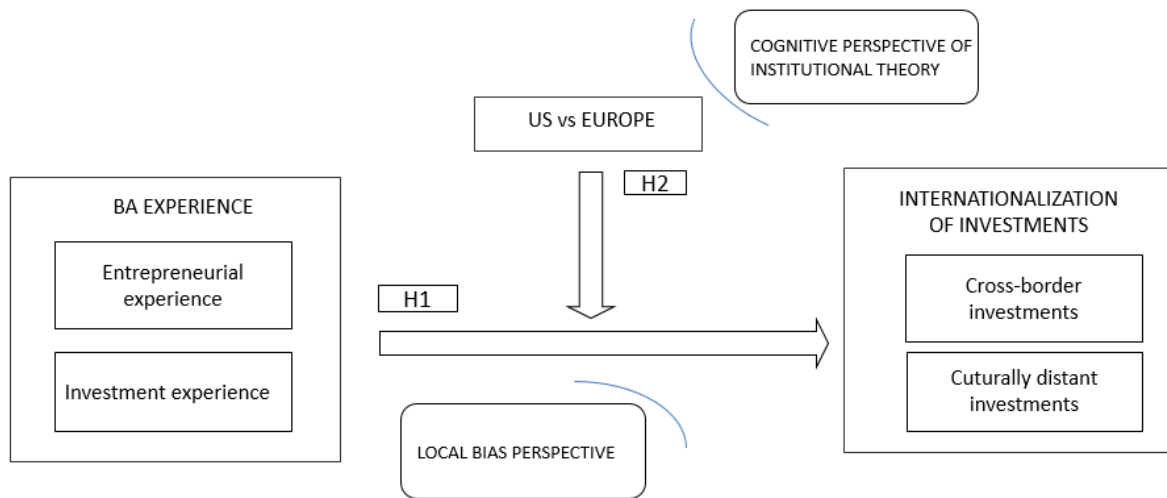 COGNITIVE PERSPECTIVE OF
INSTITUTIONAL THEORY
US vs EUROPE
H2
BA EXPERIENCE
Entrepreneurial
experience
Investment experience
H1
INTERNATIONALIZATION
OF INVESTMENTS
Cross-border
investments
Cuturally distant
investments
LOCAL BIAS PERSPECTIVE